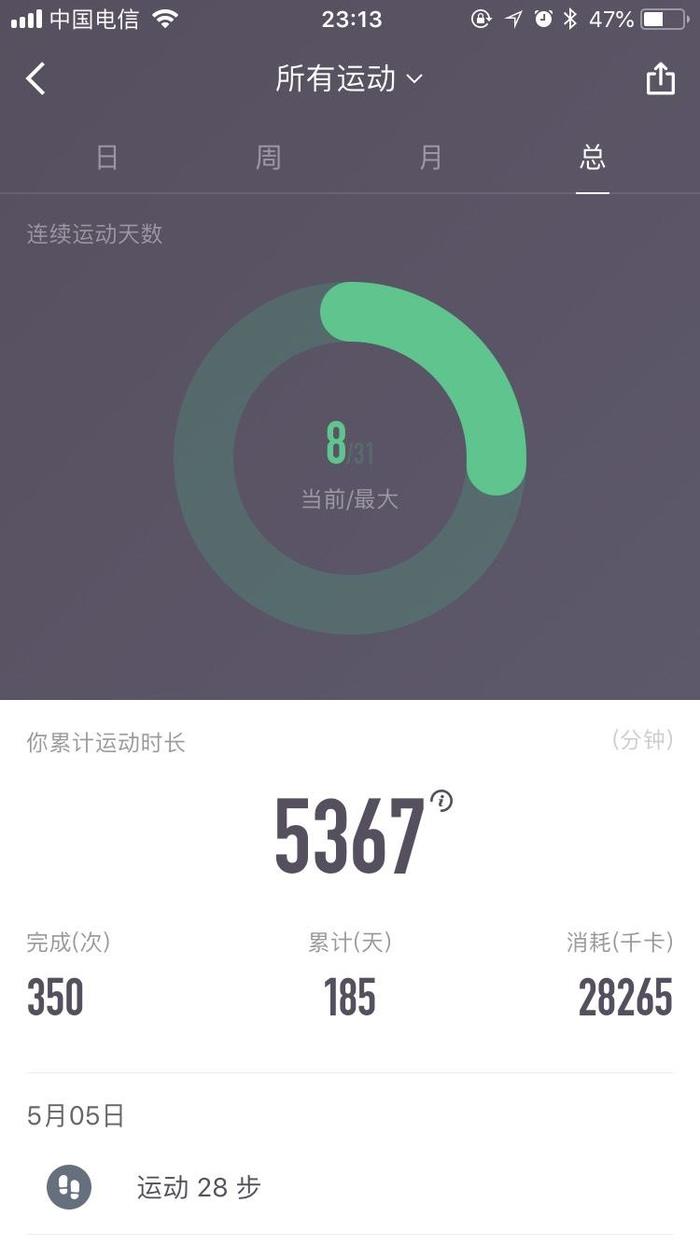 中国电信 23:13 47%
所有运动
日 周 月 总
连续运动天数
8/31
当前/最大
你累计运动时长 (分钟)
5367
完成(次) 累计(天) 消耗(千卡)
350 185 28265
5月05日
运动 28 步